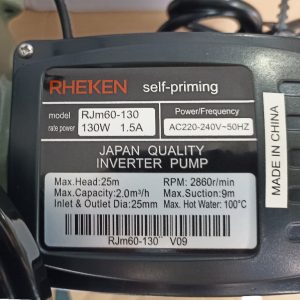 RHEKEN self-priming
model RJm60-130
rate power 130W 1.5A
Power/Frequency
AC220-240V~50HZ
JAPAN QUALITY
INVERTER PUMP
Max.Head:25m RPM: 2860r/min
Max.Capacity:2.0m³/h Max.Suction:9m
Inlet & Outlet Dia:25mm Max. Hot Water: 100°C
RJm60-130" V09
MADE IN CHINA